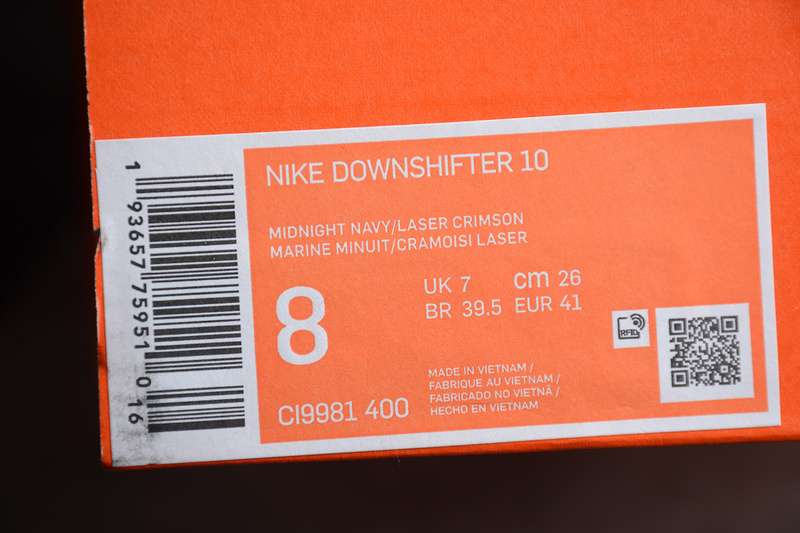 NIKE DOWNSHIFTER 10
MIDNIGHT NAVY/LASER CRIMSON
MARINE MINUIT/CRAMOISI LASER
8
UK 7 cm 26
BR 39.5 EUR 41
RFID
CI9981 400
MADE IN VIETNAM /
FABRIQUE AU VIETNAM /
FABRICADO NO VIETNÃ /
HECHO EN VIETNAM
1 93657 75951 0 16